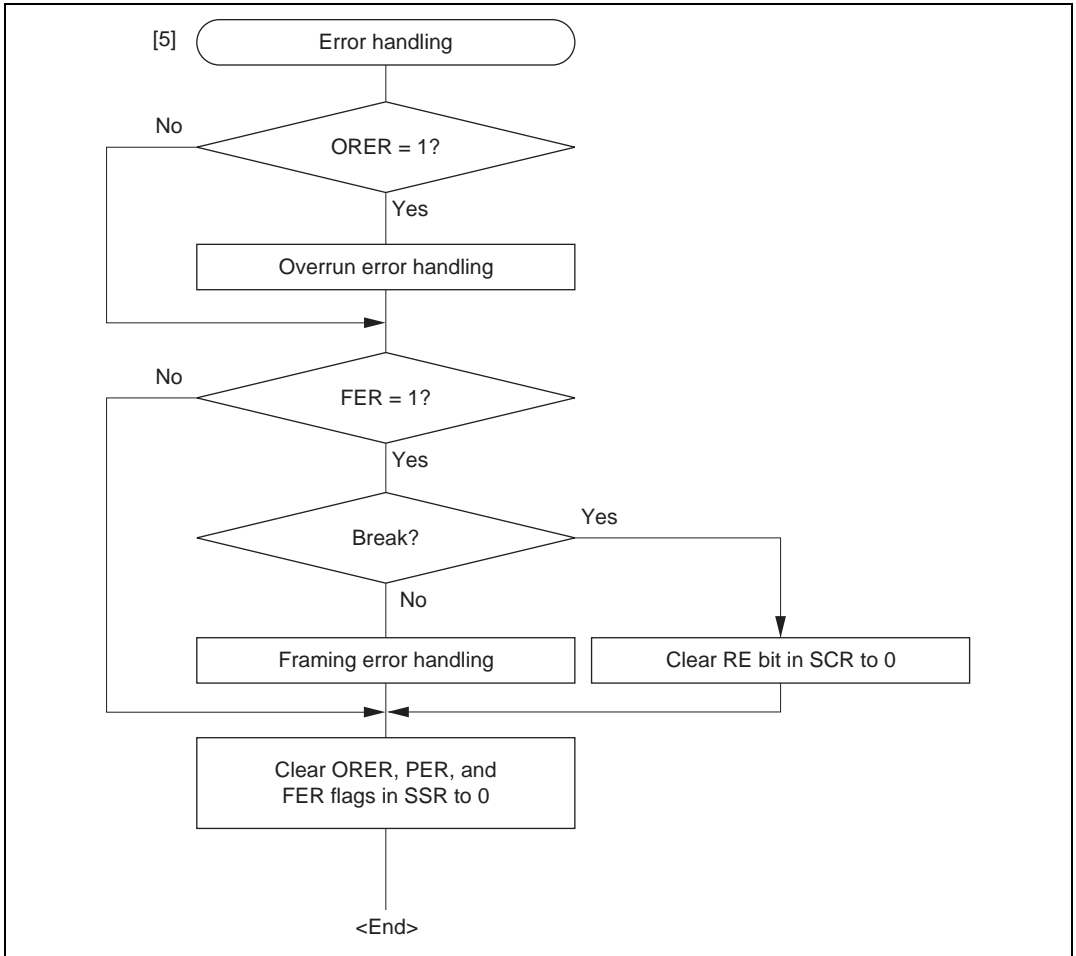 [5] Error handling
No
ORER = 1?
Yes
Overrun error handling
No
FER = 1?
Yes
Break?
Yes
No
Framing error handling
Clear RE bit in SCR to 0
Clear ORER, PER, and
FER flags in SSR to 0
<End>